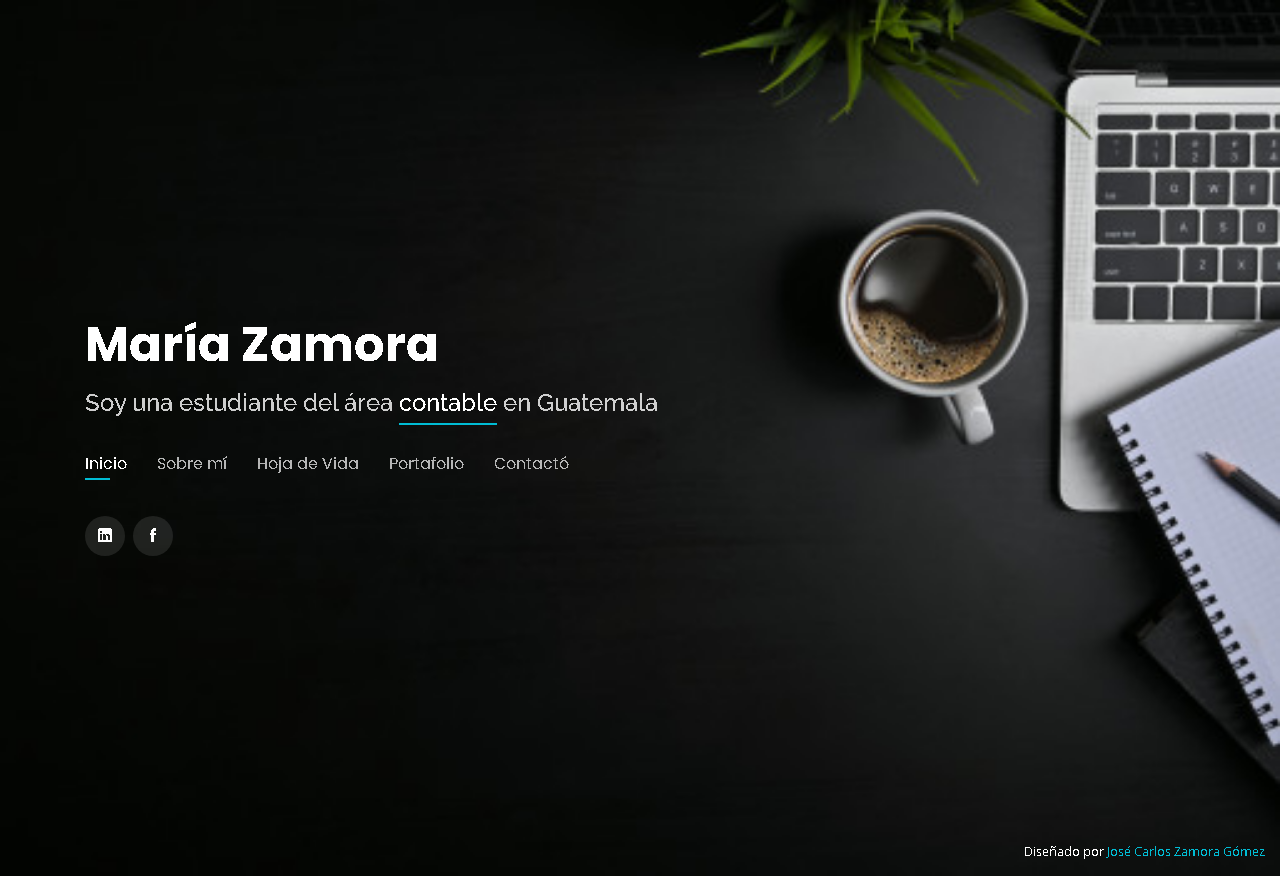 María Zamora
Soy una estudiante del área contable en Guatemala
Inicio Sobre mí Hoja de Vida Portafolio Contactó
in f
Diseñado por José Carlos Zamora Gómez